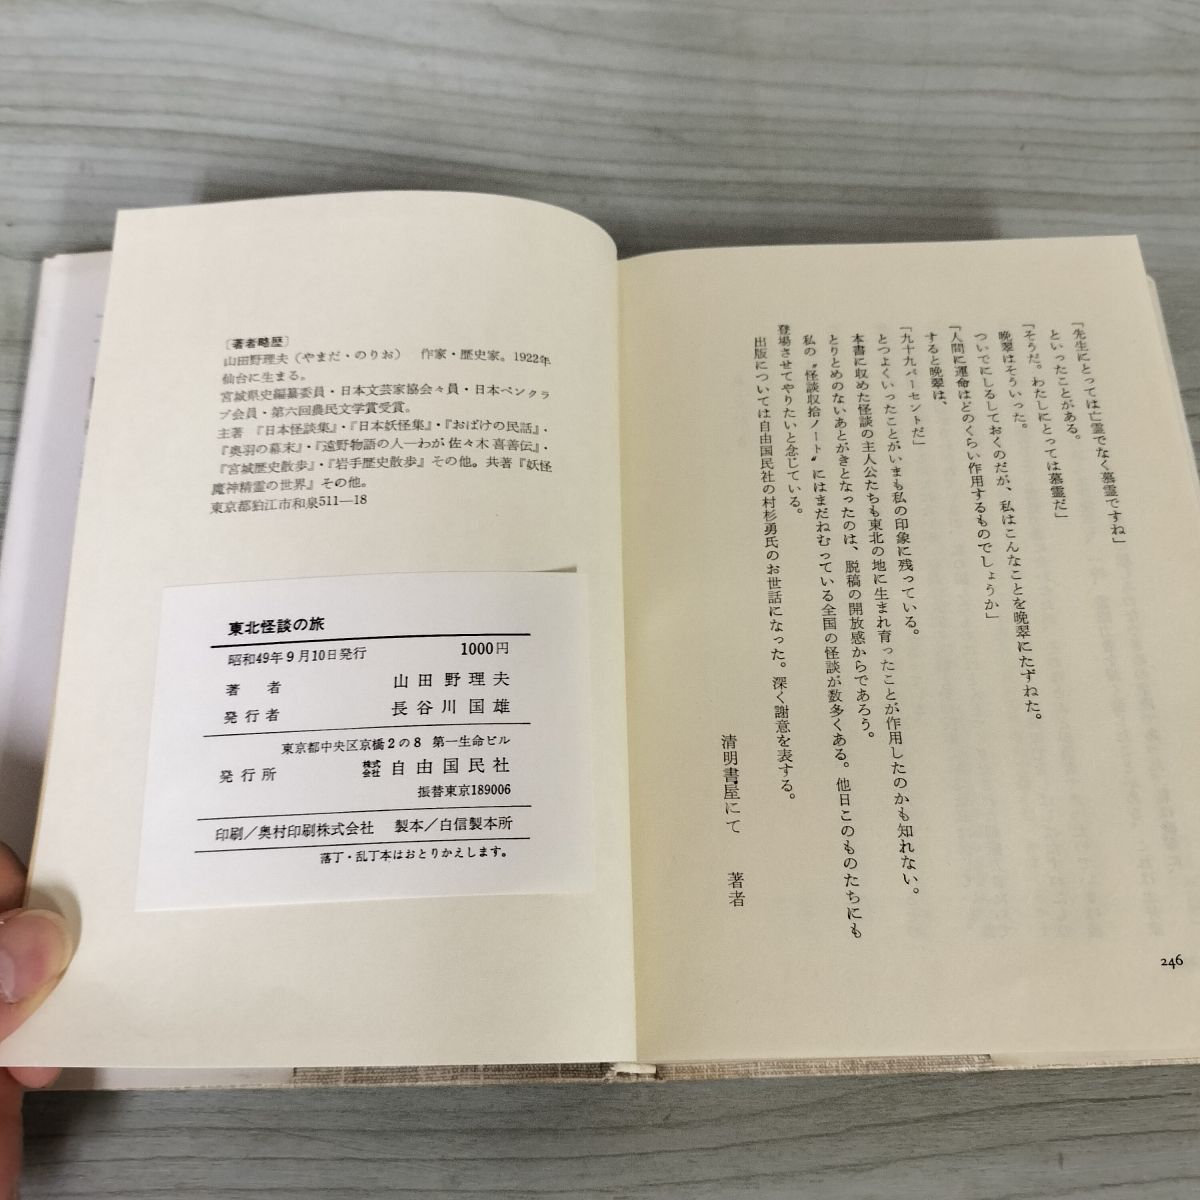 「先生にとっては亡霊でなく慕霊ですね」
といったことがある。
「そうだ。わたしにとっては慕霊だ」
晩翠はそういった。
ついでにしるしておくのだが、私はこんなことを晩翠にたずねた。
「人間に運命はどのくらい作用するものでしょうか」
すると晩翠は、
「九十九パーセントだ」
とつよくいったことがいまも私の印象に残っている。
本書に収めた怪談の主人公たちも東北の地に生まれ育ったことが作用したのかも知れない。
とりとめのないあとがきとなったのは、脱稿の開放感からであろう。
私の〝怪談収拾ノート〟にはまだねむっている全国の怪談が数多くある。他日このものたちにも
登場させてやりたいと念じている。
出版については自由国民社の村杉勇氏のお世話になった。深く謝意を表する。
清明書屋にて　著者
246
〔著者略歴〕
山田野理夫（やまだ・のりお）　作家・歴史家。1922年
仙台に生まる。
宮城県史編纂委員・日本文芸家協会々員・日本ペンクラ
ブ会員・第六回農民文学賞受賞。
主著　『日本怪談集』・『日本妖怪集』・『おばけの民話』・
『奥羽の幕末』・『遠野物語の人―わが佐々木喜善伝』・
『宮城歴史散歩』・『岩手歴史散歩』その他。共著『妖怪
魔神精霊の世界』その他。
東京都狛江市和泉511―18
東北怪談の旅
昭和49年9月10日発行　1000円
著者　山田野理夫
発行者　長谷川国雄
東京都中央区京橋2の8　第一生命ビル
発行所　株式会社　自由国民社
振替東京189006
印刷／奥村印刷株式会社　製本／白信製本所
落丁・乱丁本はおとりかえします。